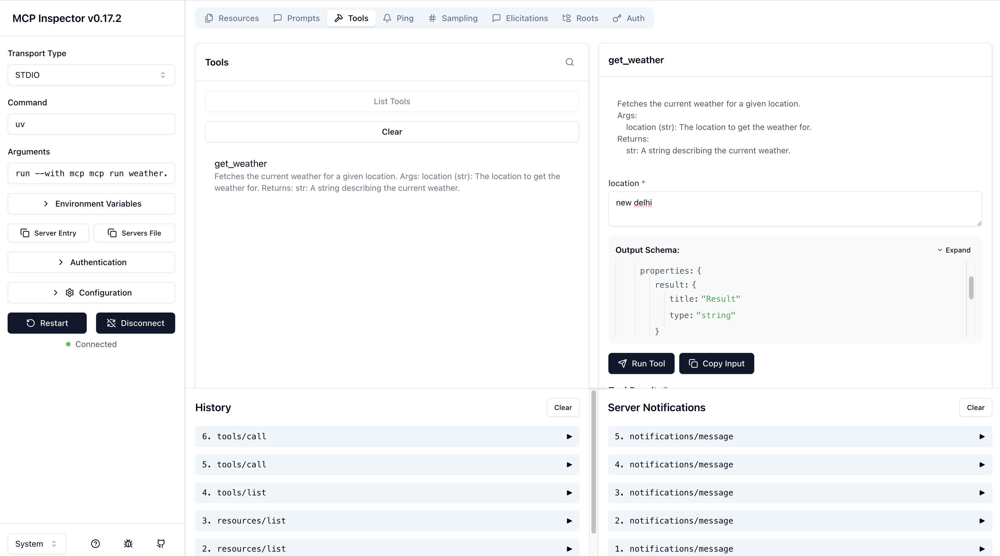 MCP Inspector v0.17.2
Transport Type
STDIO
Command
uv
Arguments
run --with mcp mcp run weather.
Environment Variables
Server Entry
Servers File
Authentication
Configuration
Restart
Disconnect
Connected
System
Resources
Prompts
Tools
Ping
Sampling
Elicitations
Roots
Auth
Tools
List Tools
Clear
get_weather
Fetches the current weather for a given location. Args: location (str): The location to get the
weather for. Returns: str: A string describing the current weather.
get_weather
Fetches the current weather for a given location.
Args:
location (str): The location to get the weather for.
Returns:
str: A string describing the current weather.
location *
new delhi
Output Schema:
Expand
properties: {
result: {
title: "Result"
type: "string"
}
Run Tool
Copy Input
History
Clear
6. tools/call
5. tools/call
4. tools/list
3. resources/list
2. resources/list
Server Notifications
Clear
5. notifications/message
4. notifications/message
3. notifications/message
2. notifications/message
1. notifications/message